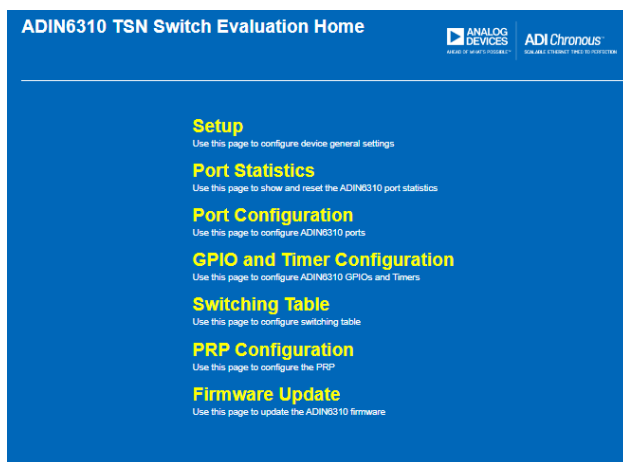 ADIN6310 TSN Switch Evaluation Home
ANALOG
DEVICES
AHEAD OF WHAT'S POSSIBLE™
ADI Chronous™
SCALABLE ETHERNET TIMED TO PERFECTION
Setup
Use this page to configure device general settings
Port Statistics
Use this page to show and reset the ADIN6310 port statistics
Port Configuration
Use this page to configure ADIN6310 ports
GPIO and Timer Configuration
Use this page to configure ADIN6310 GPIOs and Timers
Switching Table
Use this page to configure switching table
PRP Configuration
Use this page to configure the PRP
Firmware Update
Use this page to update the ADIN6310 firmware